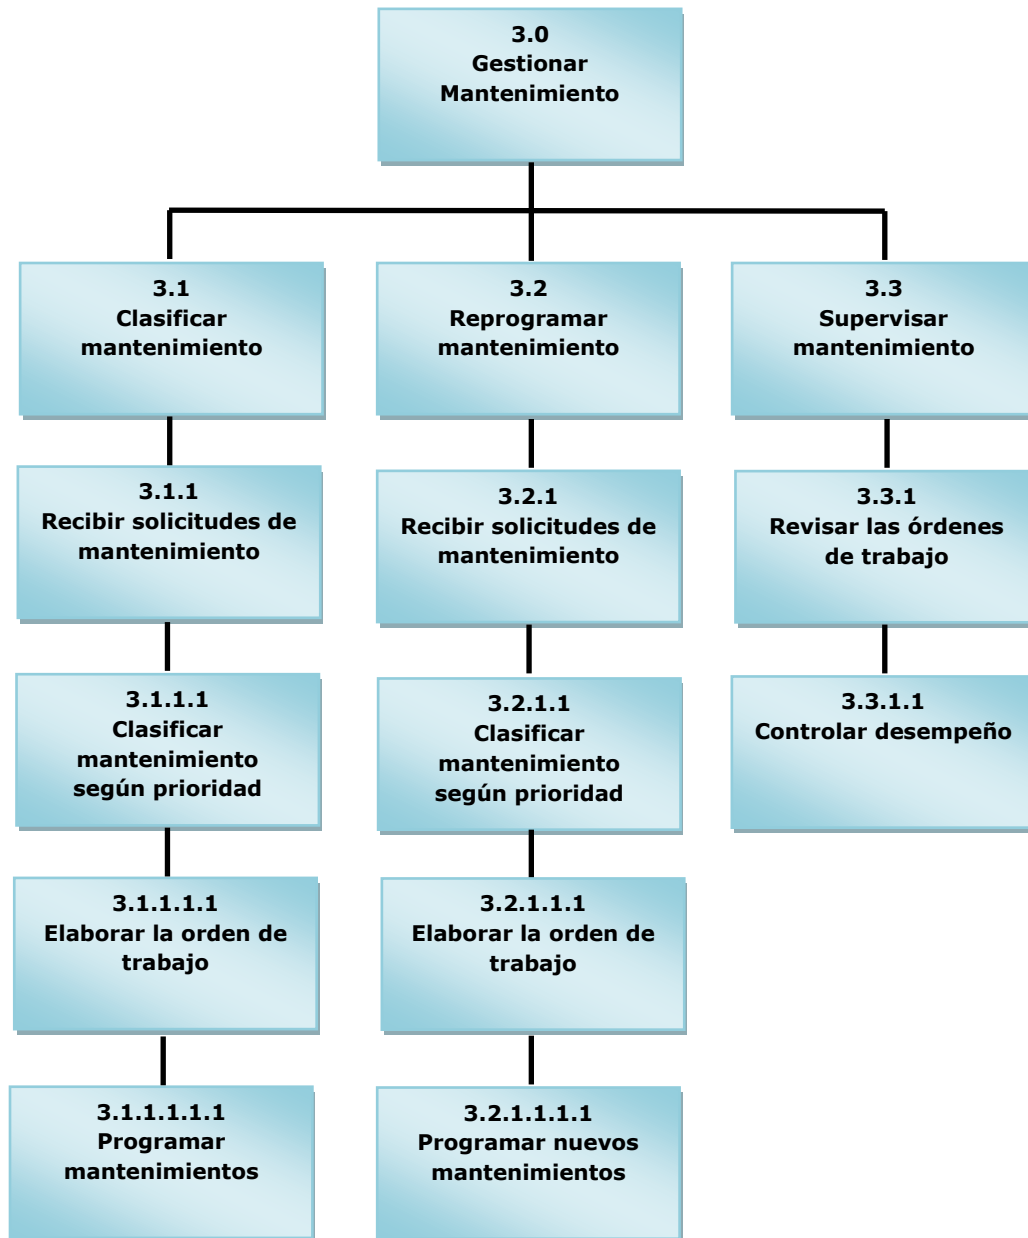 3.0
Gestionar
Mantenimiento
3.1
Clasificar
mantenimiento
3.2
Reprogramar
mantenimiento
3.3
Supervisar
mantenimiento
3.1.1
Recibir solicitudes de
mantenimiento
3.2.1
Recibir solicitudes de
mantenimiento
3.3.1
Revisar las órdenes
de trabajo
3.1.1.1
Clasificar
mantenimiento
según prioridad
3.2.1.1
Clasificar
mantenimiento
según prioridad
3.3.1.1
Controlar desempeño
3.1.1.1.1
Elaborar la orden de
trabajo
3.2.1.1.1
Elaborar la orden de
trabajo
3.1.1.1.1.1
Programar
mantenimientos
3.2.1.1.1.1
Programar nuevos
mantenimientos